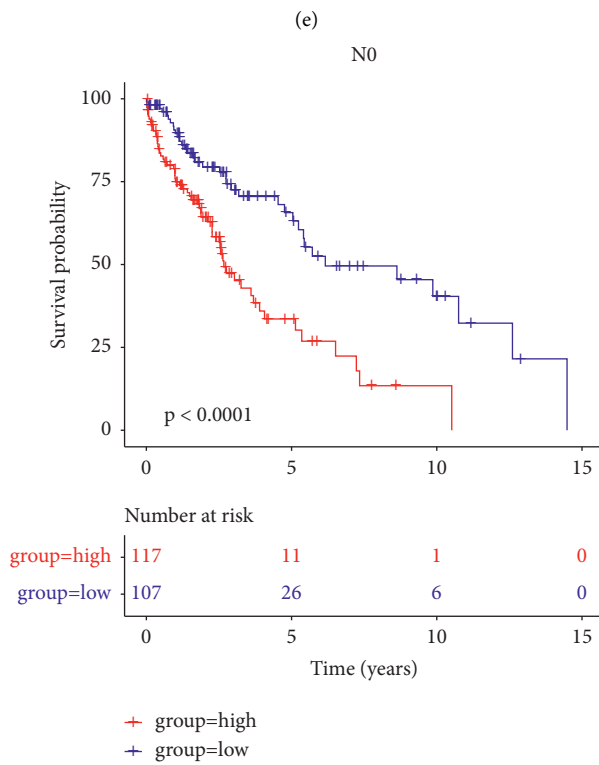 (e)
N0
Survival probability
100
75
50
25
0
p < 0.0001
0 5 10 15
Number at risk
group=high 117 11 1 0
group=low 107 26 6 0
0 5 10 15
Time (years)
group=high
group=low